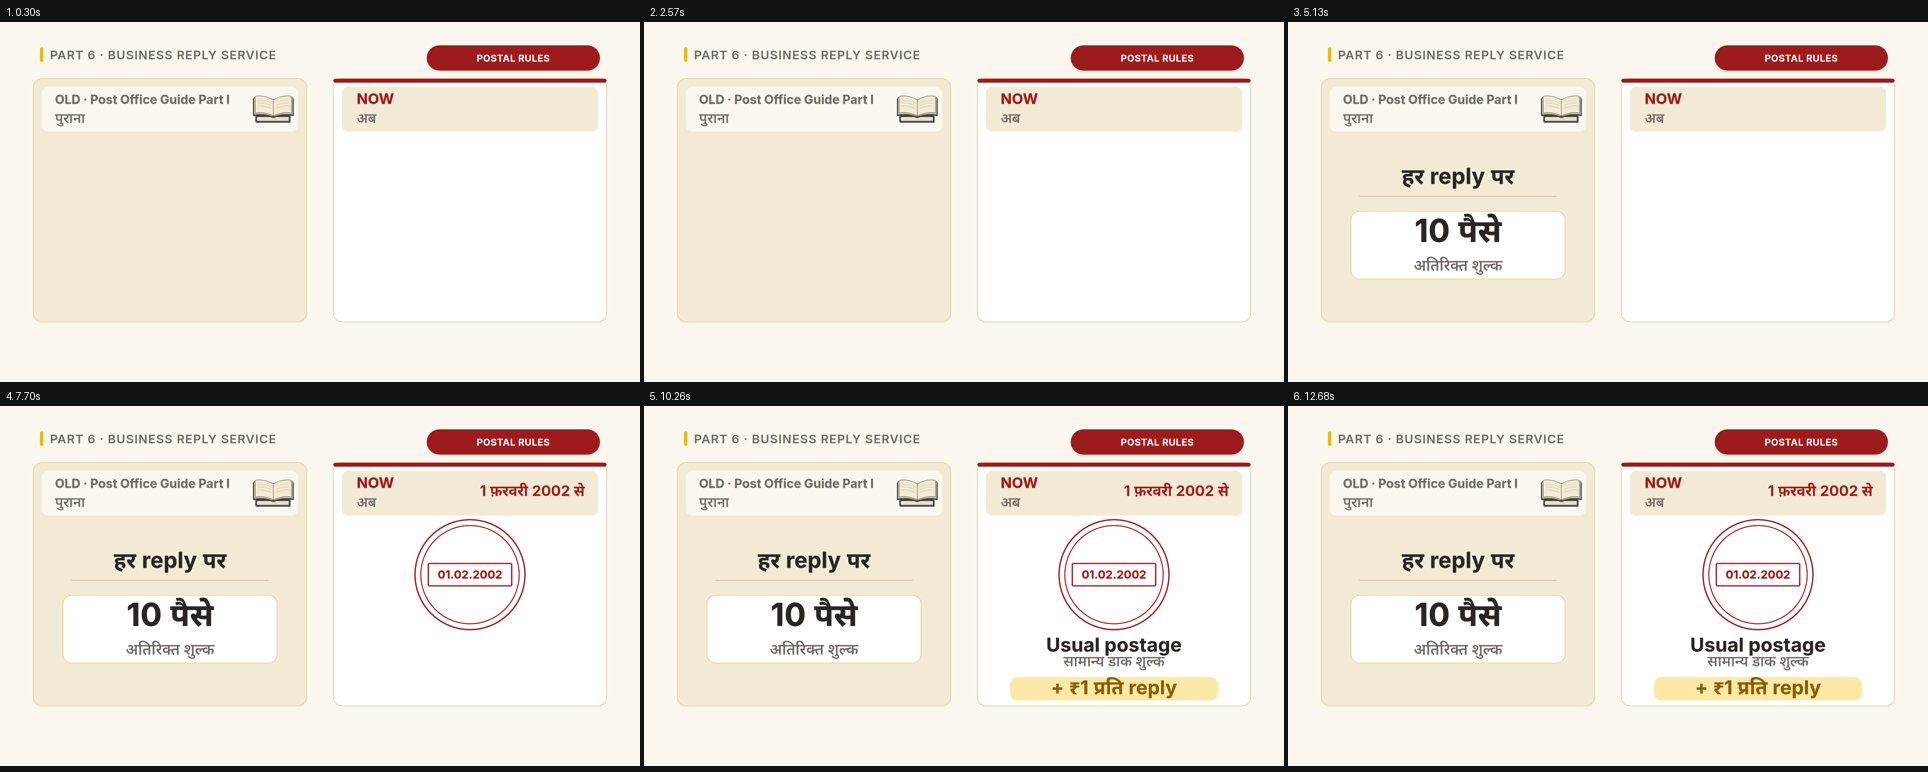 1. 0.30s
PART 6 · BUSINESS REPLY SERVICE
POSTAL RULES
OLD · Post Office Guide Part I
पुराना
NOW
अब
2. 2.57s
PART 6 · BUSINESS REPLY SERVICE
POSTAL RULES
OLD · Post Office Guide Part I
पुराना
NOW
अब
3. 5.13s
PART 6 · BUSINESS REPLY SERVICE
POSTAL RULES
OLD · Post Office Guide Part I
पुराना
हर reply पर
10 पैसे
अतिरिक्त शुल्क
NOW
अब
4. 7.70s
PART 6 · BUSINESS REPLY SERVICE
POSTAL RULES
OLD · Post Office Guide Part I
पुराना
हर reply पर
10 पैसे
अतिरिक्त शुल्क
NOW
अब
1 फ़रवरी 2002 से
01.02.2002
5. 10.26s
PART 6 · BUSINESS REPLY SERVICE
POSTAL RULES
OLD · Post Office Guide Part I
पुराना
हर reply पर
10 पैसे
अतिरिक्त शुल्क
NOW
अब
1 फ़रवरी 2002 से
01.02.2002
Usual postage
सामान्य डाक शुल्क
+ ₹1 प्रति reply
6. 12.68s
PART 6 · BUSINESS REPLY SERVICE
POSTAL RULES
OLD · Post Office Guide Part I
पुराना
हर reply पर
10 पैसे
अतिरिक्त शुल्क
NOW
अब
1 फ़रवरी 2002 से
01.02.2002
Usual postage
सामान्य डाक शुल्क
+ ₹1 प्रति reply